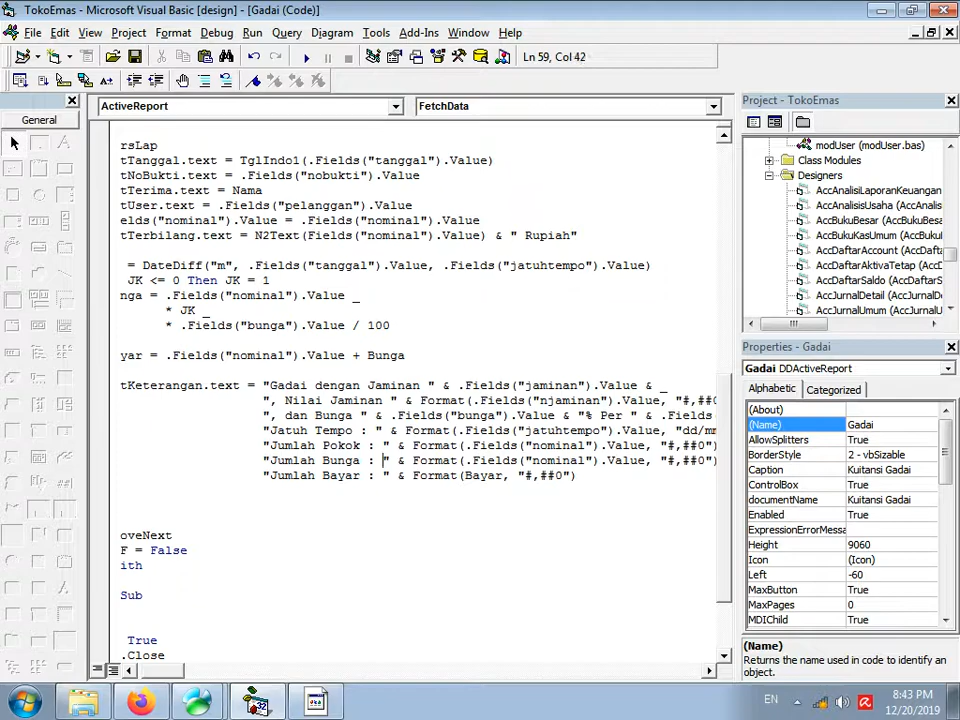 TokoEmas - Microsoft Visual Basic [design] - [Gadai (Code)]
File Edit View Project Format Debug Run Query Diagram Tools Add-Ins Window Help
Ln 59, Col 42
General
ActiveReport
FetchData
rsLap
tTanggal.text = TglIndo1(.Fields("tanggal").Value)
tNoBukti.text = .Fields("nobukti").Value
tTerima.text = Nama
tUser.text = .Fields("pelanggan").Value
elds("nominal").Value = .Fields("nominal").Value
tTerbilang.text = N2Text(Fields("nominal").Value) & " Rupiah"
= DateDiff("m", .Fields("tanggal").Value, .Fields("jatuhtempo").Value)
JK <= 0 Then JK = 1
nga = .Fields("nominal").Value _
* JK _
* .Fields("bunga").Value / 100
yar = .Fields("nominal").Value + Bunga
tKeterangan.text = "Gadai dengan Jaminan " & .Fields("jaminan").Value & _
", Nilai Jaminan " & Format(.Fields("njaminan").Value, "#,##0
", dan Bunga " & .Fields("bunga").Value & "% Per " & .Fields
"Jatuh Tempo : " & Format(.Fields("jatuhtempo").Value, "dd/mm
"Jumlah Pokok : " & Format(.Fields("nominal").Value, "#,##0")
"Jumlah Bunga : " & Format(.Fields("nominal").Value, "#,##0")
"Jumlah Bayar : " & Format(Bayar, "#,##0")
oveNext
F = False
ith
Sub
True
.Close
Project - TokoEmas
modUser (modUser.bas)
Class Modules
Designers
AccAnalisiLaporanKeuangan
AccAnalisisUsaha (AccAnalis
AccBukuBesar (AccBukuBes
AccBukuKasUmum (AccBuku
AccDaftarAccount (AccDaft
AccDaftarAktivaTetap (AccD
AccDaftarSaldo (AccDaftar
AccJurnalDetail (AccJurnalD
AccJurnalUmum (AccJurnal
Properties - Gadai
Gadai DDActiveReport
Alphabetic Categorized
(About)
(Name) Gadai
AllowSplitters True
BorderStyle 2 - vbSizable
Caption Kuitansi Gadai
ControlBox True
documentName Kuitansi Gadai
Enabled True
ExpressionErrorMessa
Height 9060
Icon (Icon)
Left -60
MaxButton True
MaxPages 0
MDIChild True
(Name)
Returns the name used in code to identify an
object.
EN
8:43 PM
12/20/2019